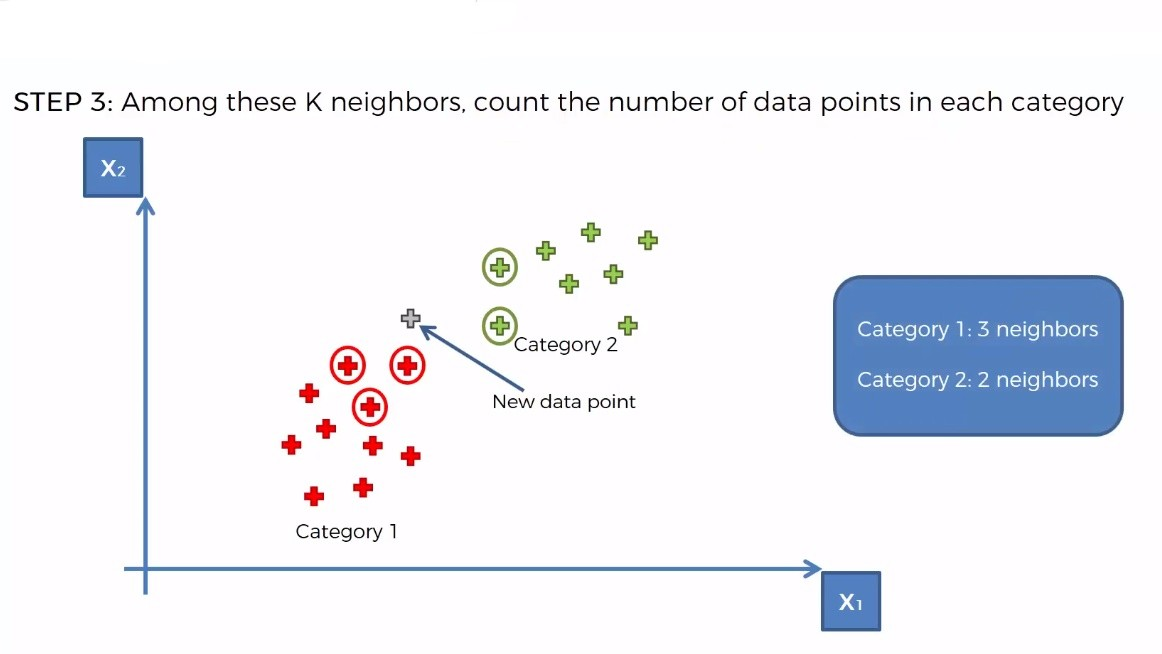 STEP 3: Among these K neighbors, count the number of data points in each category
X2
Category 2
New data point
Category 1: 3 neighbors
Category 2: 2 neighbors
Category 1
X1